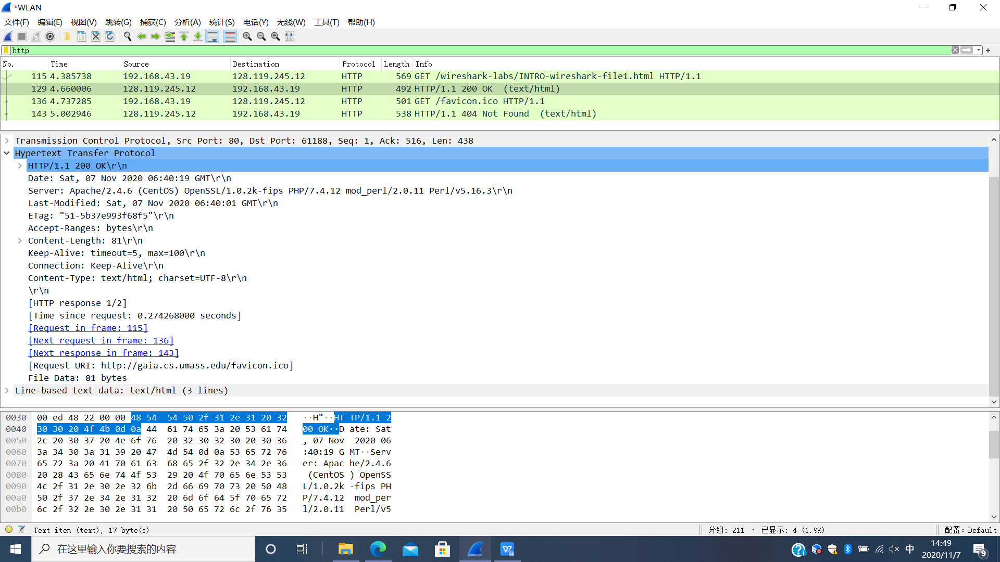 *WLAN
文件(F) 编辑(E) 视图(V) 跳转(G) 捕获(C) 分析(A) 统计(S) 电话(Y) 无线(W) 工具(T) 帮助(H)
http
No. Time Source Destination Protocol Length Info
115 4.385738 192.168.43.19 128.119.245.12 HTTP 569 GET /wireshark-labs/INTRO-wireshark-file1.html HTTP/1.1
129 4.660006 128.119.245.12 192.168.43.19 HTTP 492 HTTP/1.1 200 OK  (text/html)
136 4.737285 192.168.43.19 128.119.245.12 HTTP 501 GET /favicon.ico HTTP/1.1
143 5.002946 128.119.245.12 192.168.43.19 HTTP 538 HTTP/1.1 404 Not Found  (text/html)
Transmission Control Protocol, Src Port: 80, Dst Port: 61188, Seq: 1, Ack: 516, Len: 438
Hypertext Transfer Protocol
HTTP/1.1 200 OK\r\n
Date: Sat, 07 Nov 2020 06:40:19 GMT\r\n
Server: Apache/2.4.6 (CentOS) OpenSSL/1.0.2k-fips PHP/7.4.12 mod_perl/2.0.11 Perl/v5.16.3\r\n
Last-Modified: Sat, 07 Nov 2020 06:40:01 GMT\r\n
ETag: "51-5b37e993f68f5"\r\n
Accept-Ranges: bytes\r\n
Content-Length: 81\r\n
Keep-Alive: timeout=5, max=100\r\n
Connection: Keep-Alive\r\n
Content-Type: text/html; charset=UTF-8\r\n
\r\n
[HTTP response 1/2]
[Time since request: 0.274268000 seconds]
[Request in frame: 115]
[Next request in frame: 136]
[Next response in frame: 143]
[Request URI: http://gaia.cs.umass.edu/favicon.ico]
File Data: 81 bytes
Line-based text data: text/html (3 lines)
0030 00 ed 48 22 00 00 48 54 54 50 2f 31 2e 31 20 32 ··H"··HT TP/1.1 2
0040 30 30 20 4f 4b 0d 0a 44 61 74 65 3a 20 53 61 74 00 OK··D ate: Sat
0050 2c 20 30 37 20 4e 6f 76 20 32 30 32 30 20 30 36 , 07 Nov  2020 06
0060 3a 34 30 3a 31 39 20 47 4d 54 0d 0a 53 65 72 76 :40:19 G MT··Serv
0070 65 72 3a 20 41 70 61 63 68 65 2f 32 2e 34 2e 36 er: Apac he/2.4.6
0080 20 28 43 65 6e 74 4f 53 29 20 4f 70 65 6e 53 53 (CentOS ) OpenSS
0090 4c 2f 31 2e 30 2e 32 6b 2d 66 69 70 73 20 50 48 L/1.0.2k -fips PH
00a0 50 2f 37 2e 34 2e 31 32 20 6d 6f 64 5f 70 65 72 P/7.4.12  mod_per
00b0 6c 2f 32 2e 30 2e 31 31 20 50 65 72 6c 2f 76 35 l/2.0.11  Perl/v5
Text item (text), 17 byte(s) 分组: 211 · 已显示: 4 (1.9%) 配置: Default
在这里输入你要搜索的内容 中 14:49
2020/11/7 9